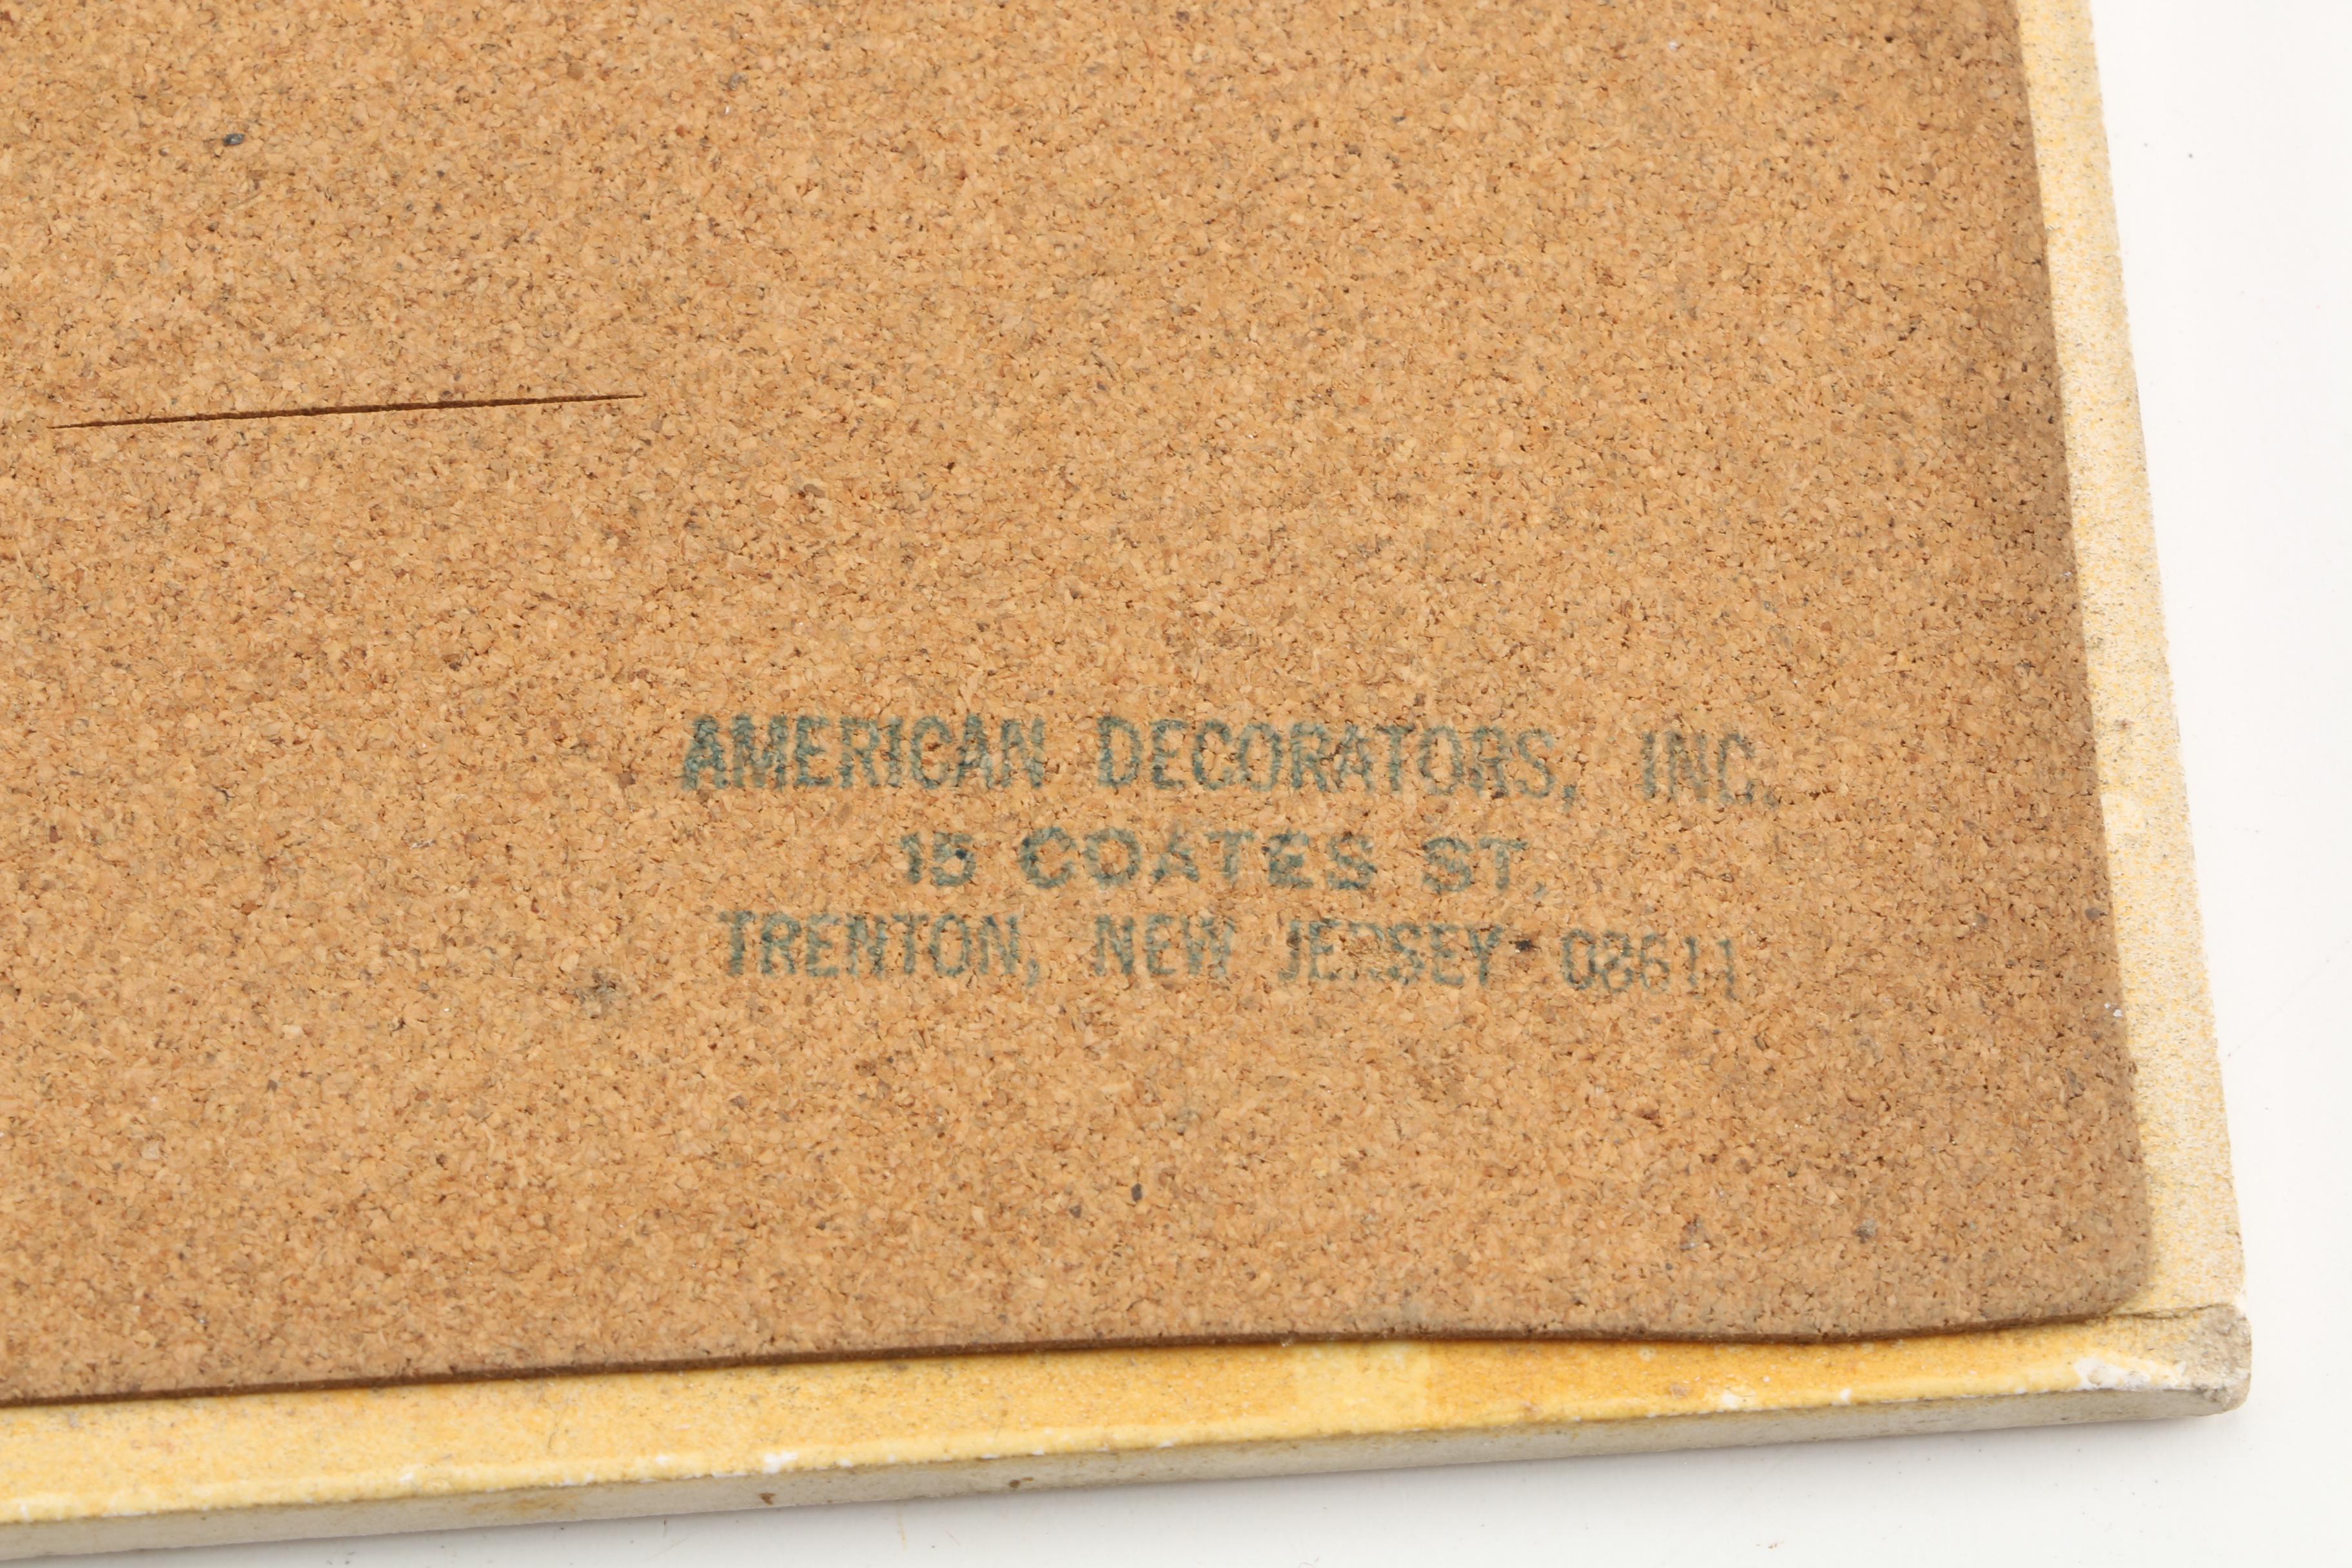 AMERICAN DECORATORS, INC.
15 COATES ST.
TRENTON, NEW JERSEY 08611